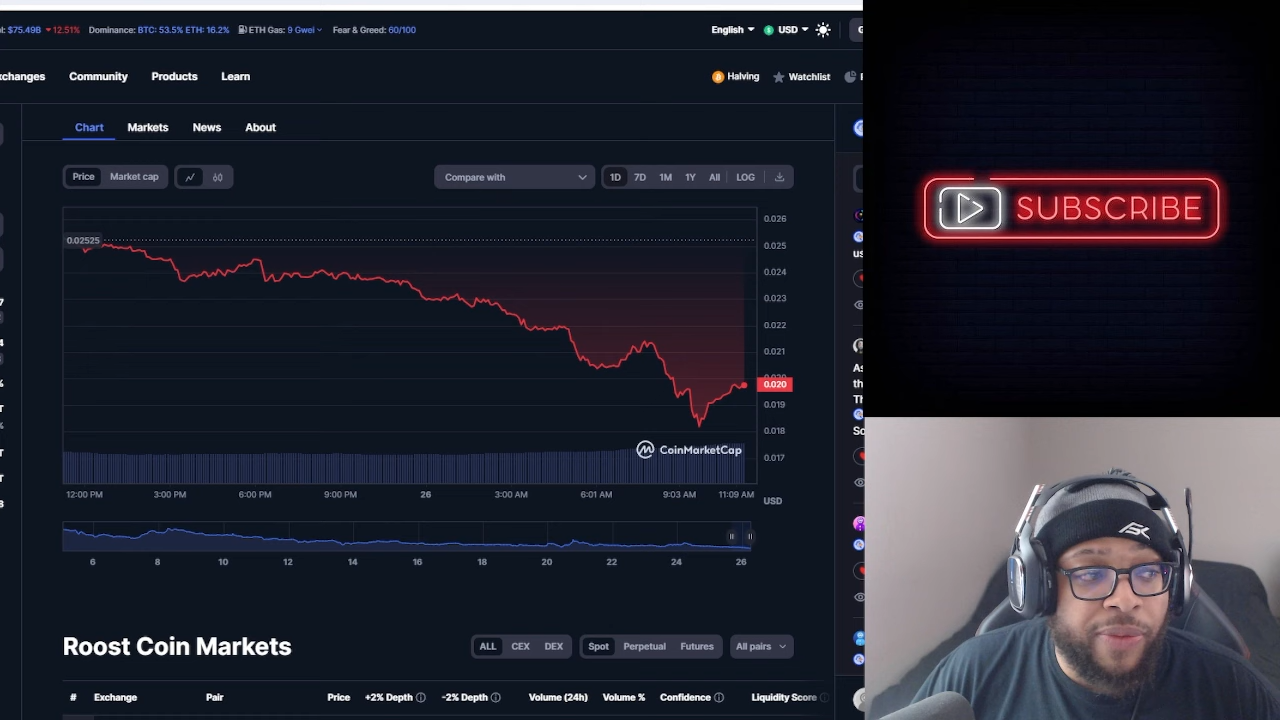 $75.49B 12.51% Dominance: BTC: 53.5% ETH: 16.2% ETH Gas: 9 Gwei Fear & Greed: 60/100 English USD
Community Products Learn Halving Watchlist
Chart Markets News About
Price Market cap Compare with 1D 7D 1M 1Y All LOG
SUBSCRIBE
0.026
0.02525
0.025
0.024
0.023
0.022
0.021
0.020
0.019
0.018
0.017
CoinMarketCap
12:00 PM 3:00 PM 6:00 PM 9:00 PM 26 3:00 AM 6:01 AM 9:03 AM 11:09 AM USD
6 8 10 12 14 16 18 20 22 24 26
Roost Coin Markets ALL CEX DEX Spot Perpetual Futures All pairs
# Exchange Pair Price +2% Depth -2% Depth Volume (24h) Volume % Confidence Liquidity Score